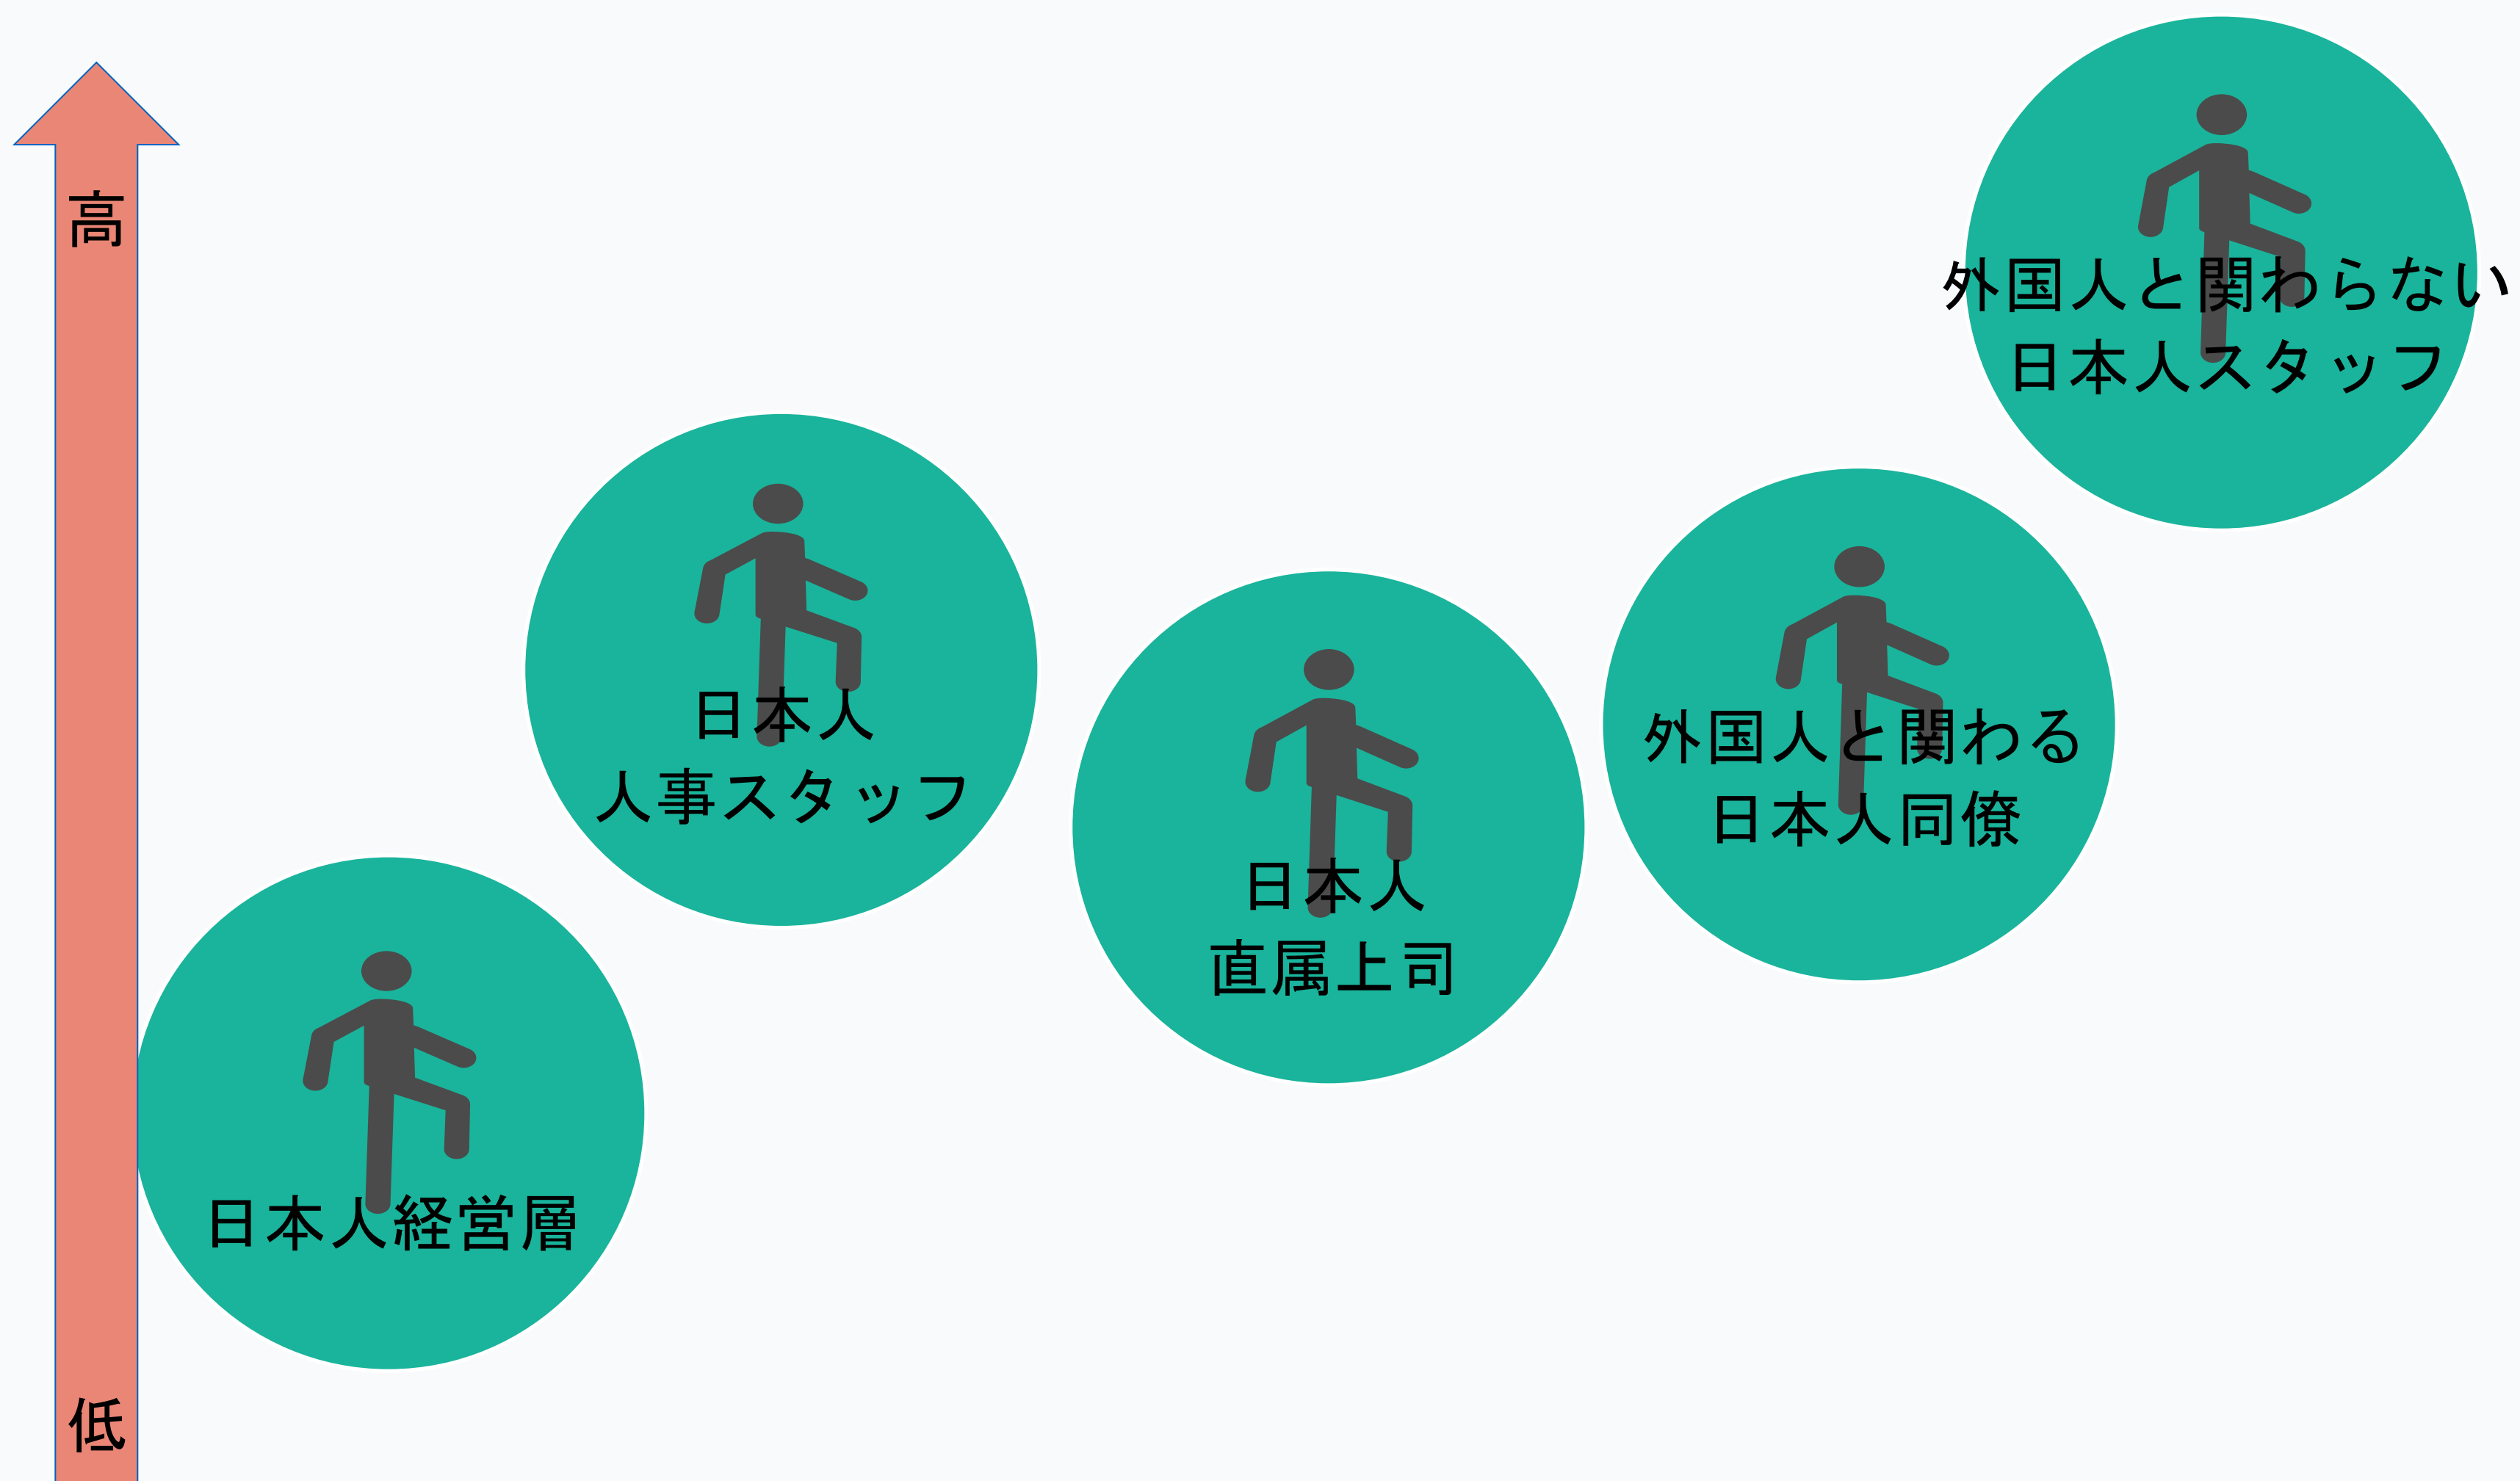 高
外国人と関わらない
日本人スタッフ
日本人
人事スタッフ
外国人と関わる
日本人同僚
日本人
直属上司
日本人経営層
低